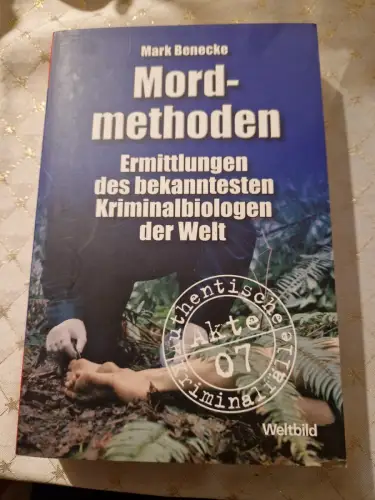 Mark Benecke
Mord-
methoden
Ermittlungen
des bekanntesten
Kriminalbiologen
der Welt
Authentische
Akte
07
Kriminalfälle
Weltbild